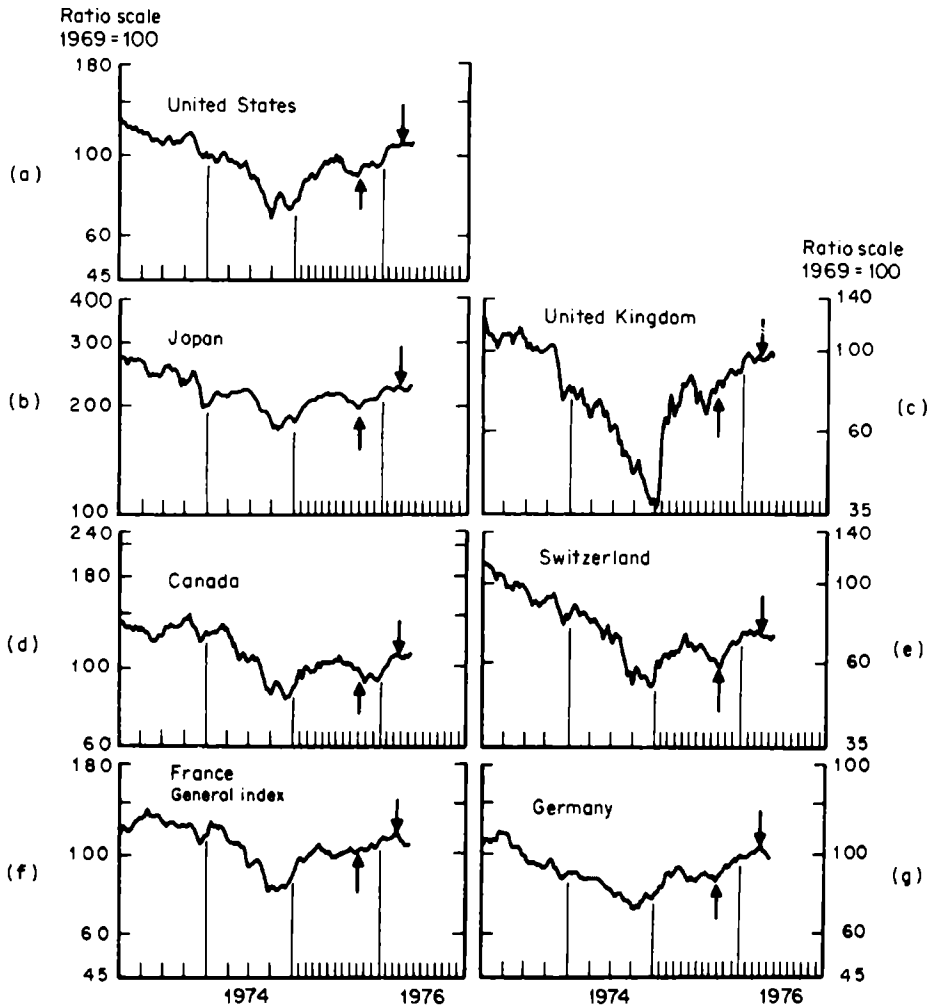 Ratio scale
1969 = 100
(a)
United States
180
100
60
45
Ratio scale
1969 = 100
(b)
Jopan
400
300
200
100
United Kingdom
140
100
60
35
(c)
(d)
Canada
240
180
100
60
Switzerland
140
100
60
35
(e)
(f)
France
General index
180
100
60
45
1974
1976
Germany
100
100
60
45
(g)
1974
1976